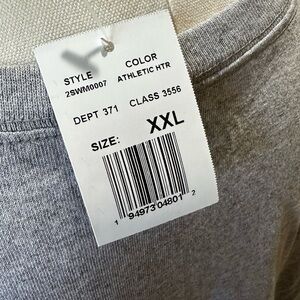 STYLE COLOR
2SWM0007 ATHLETIC HTR
DEPT 371 CLASS 3556
SIZE: XXL
1 94973 04801 2